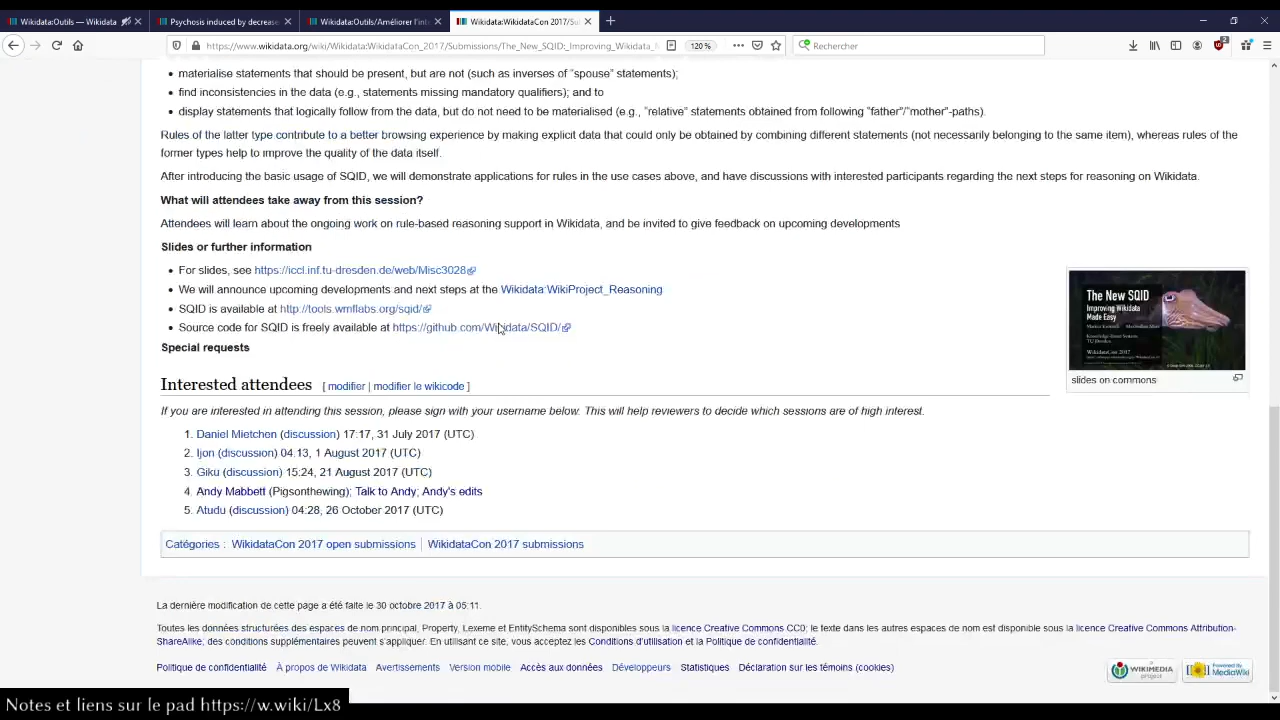 Wikidata:Outils — Wikidata
Psychosis induced by decrease
Wikidata:Outils/Améliorer l'inte
Wikidata:WikidataCon 2017/Su
https://www.wikidata.org/wiki/Wikidata:WikidataCon_2017/Submissions/The_New_SQID:_Improving_Wikidata_
120 %
Rechercher
2
materialise statements that should be present, but are not (such as inverses of "spouse" statements);
find inconsistencies in the data (e.g., statements missing mandatory qualifiers); and to
display statements that logically follow from the data, but do not need to be materialised (e.g., "relative" statements obtained from following "father"/"mother"-paths).
Rules of the latter type contribute to a better browsing experience by making explicit data that could only be obtained by combining different statements (not necessarily belonging to the same item), whereas rules of the
former types help to improve the quality of the data itself.
After introducing the basic usage of SQID, we will demonstrate applications for rules in the use cases above, and have discussions with interested participants regarding the next steps for reasoning on Wikidata.
What will attendees take away from this session?
Attendees will learn about the ongoing work on rule-based reasoning support in Wikidata, and be invited to give feedback on upcoming developments
Slides or further information
For slides, see https://iccl.inf.tu-dresden.de/web/Misc3028
We will announce upcoming developments and next steps at the Wikidata:WikiProject_Reasoning
SQID is available at http://tools.wmflabs.org/sqid/
Source code for SQID is freely available at https://github.com/Wikidata/SQID/
Special requests
The New SQID
Improving Wikidata
Made Easy
WikidataCon 2017
slides on commons
Interested attendees [ modifier | modifier le wikicode ]
If you are interested in attending this session, please sign with your username below. This will help reviewers to decide which sessions are of high interest.
1. Daniel Mietchen (discussion) 17:17, 31 July 2017 (UTC)
2. Ijon (discussion) 04:13, 1 August 2017 (UTC)
3. Giku (discussion) 15:24, 21 August 2017 (UTC)
4. Andy Mabbett (Pigsonthewing); Talk to Andy; Andy's edits
5. Atudu (discussion) 04:28, 26 October 2017 (UTC)
Catégories : WikidataCon 2017 open submissions | WikidataCon 2017 submissions
La dernière modification de cette page a été faite le 30 octobre 2017 à 05:11.
Toutes les données structurées des espaces de nom principal, Property, Lexeme et EntitySchema sont disponibles sous la licence Creative Commons CC0; le texte dans les autres espaces de nom est disponible sous la licence Creative Commons Attribution-
ShareAlike; des conditions supplémentaires peuvent s'appliquer. En utilisant ce site, vous acceptez les Conditions d'utilisation et la Politique de confidentialité.
Politique de confidentialité À propos de Wikidata Avertissements Version mobile Accès aux données Développeurs Statistiques Déclaration sur les témoins (cookies)
WIKIMEDIA
project
Powered By
MediaWiki
Notes et liens sur le pad https://w.wiki/Lx8